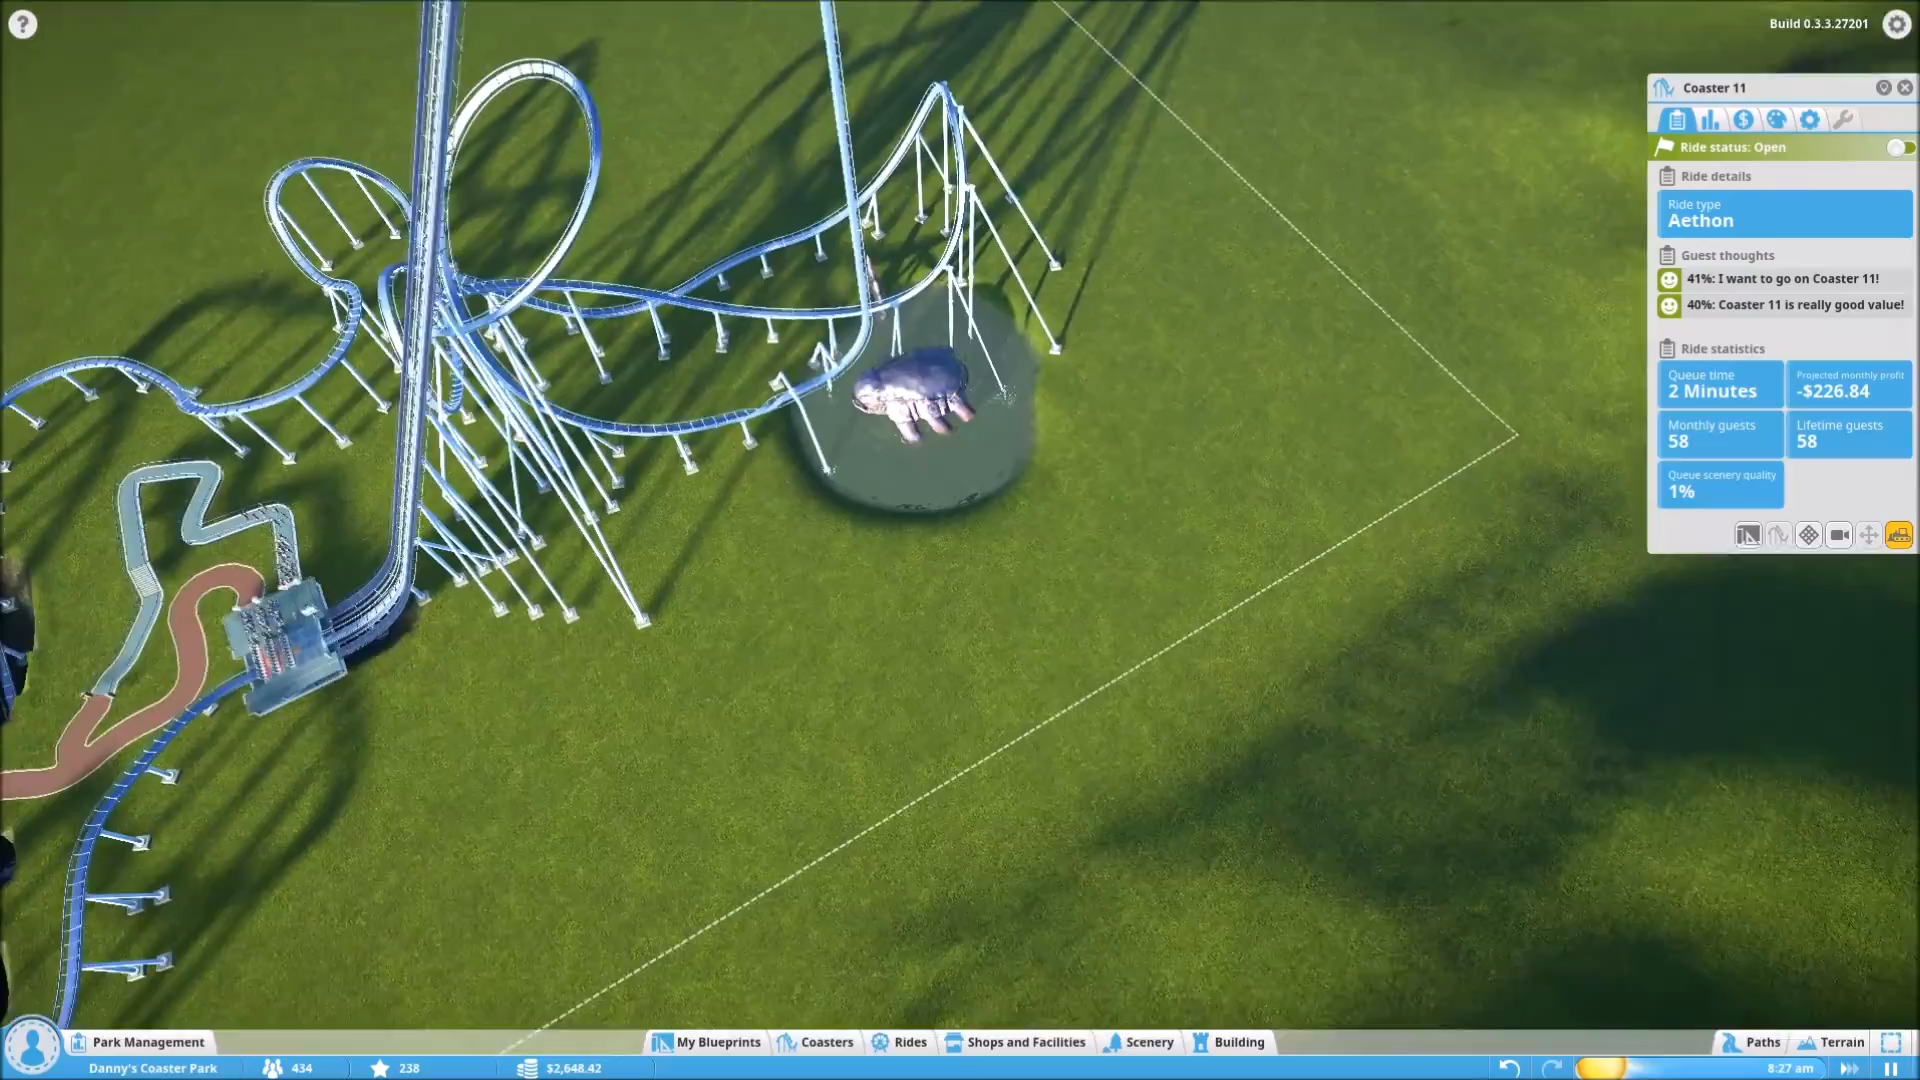 ?
Build 0.3.3.27201
Coaster 11
Ride status: Open
Ride details
Ride type
Aethon
Guest thoughts
41%: I want to go on Coaster 11!
40%: Coaster 11 is really good value!
Ride statistics
Queue time
2 Minutes
Projected monthly profit
-$226.84
Monthly guests
58
Lifetime guests
58
Queue scenery quality
1%
Park Management
My Blueprints
Coasters
Rides
Shops and Facilities
Scenery
Building
Paths
Terrain
Danny's Coaster Park
434
238
$2,648.42
8:27 am